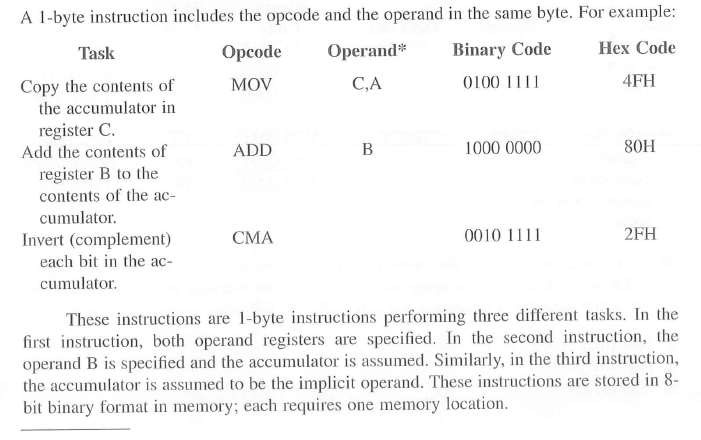 A 1-byte instruction includes the opcode and the operand in the same byte. For example:
Task Opcode Operand* Binary Code Hex Code
Copy the contents of MOV C,A 0100 1111 4FH
the accumulator in
register C.
Add the contents of ADD B 1000 0000 80H
register B to the
contents of the ac-
cumulator.
Invert (complement) CMA 0010 1111 2FH
each bit in the ac-
cumulator.
These instructions are 1-byte instructions performing three different tasks. In the
first instruction, both operand registers are specified. In the second instruction, the
operand B is specified and the accumulator is assumed. Similarly, in the third instruction,
the accumulator is assumed to be the implicit operand. These instructions are stored in 8-
bit binary format in memory; each requires one memory location.